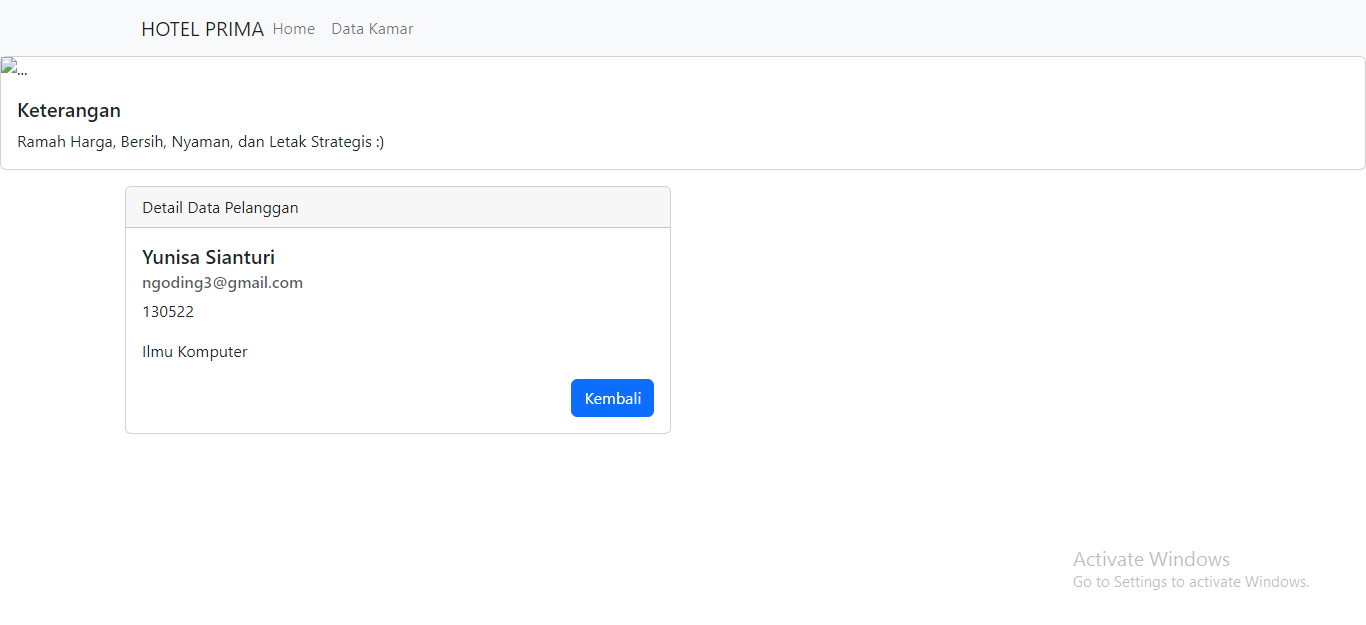 HOTEL PRIMA Home Data Kamar
...
Keterangan
Ramah Harga, Bersih, Nyaman, dan Letak Strategis :)
Detail Data Pelanggan
Yunisa Sianturi
ngoding3@gmail.com
130522
Ilmu Komputer
Kembali
Activate Windows
Go to Settings to activate Windows.